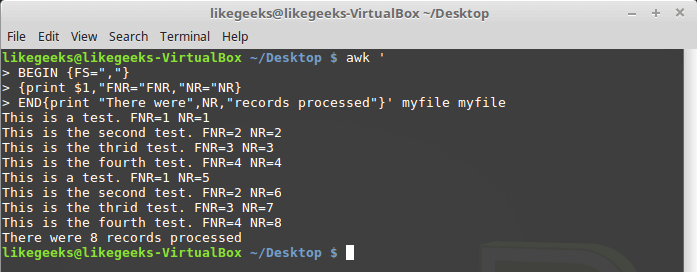 likegeeks@likegeeks-VirtualBox ~/Desktop
File Edit View Search Terminal Help
likegeeks@likegeeks-VirtualBox ~/Desktop $ awk '
> BEGIN {FS=","}
> {print $1,"FNR="FNR,"NR="NR}
> END{print "There were",NR,"records processed"}' myfile myfile
This is a test. FNR=1 NR=1
This is the second test. FNR=2 NR=2
This is the thrid test. FNR=3 NR=3
This is the fourth test. FNR=4 NR=4
This is a test. FNR=1 NR=5
This is the second test. FNR=2 NR=6
This is the thrid test. FNR=3 NR=7
This is the fourth test. FNR=4 NR=8
There were 8 records processed
likegeeks@likegeeks-VirtualBox ~/Desktop $